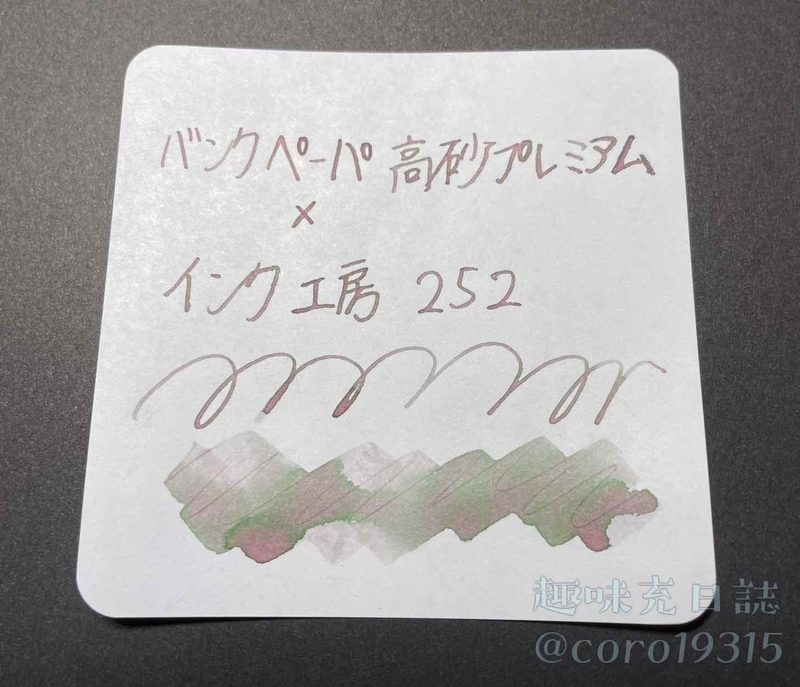 バンクペーパ 高砂プレミアム
×
インク工房 252
趣味充日誌
@coro19315